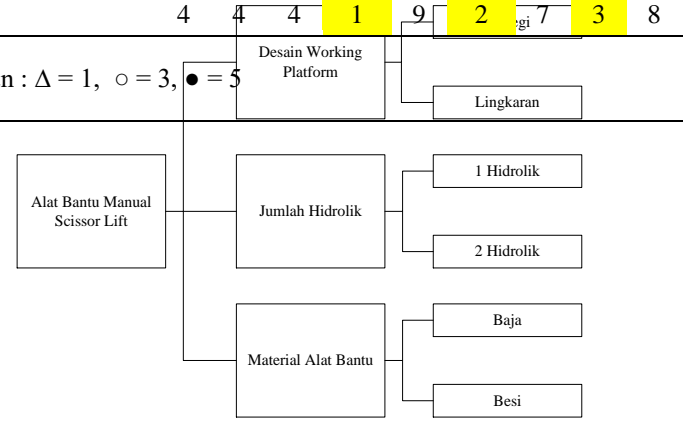 4 4 4 1 9 2 7 3 8
egi
Desain Working
Platform
n : Δ = 1, ○ = 3, ● = 5
Lingkaran
Alat Bantu Manual
Scissor Lift
Jumlah Hidrolik
1 Hidrolik
2 Hidrolik
Material Alat Bantu
Baja
Besi